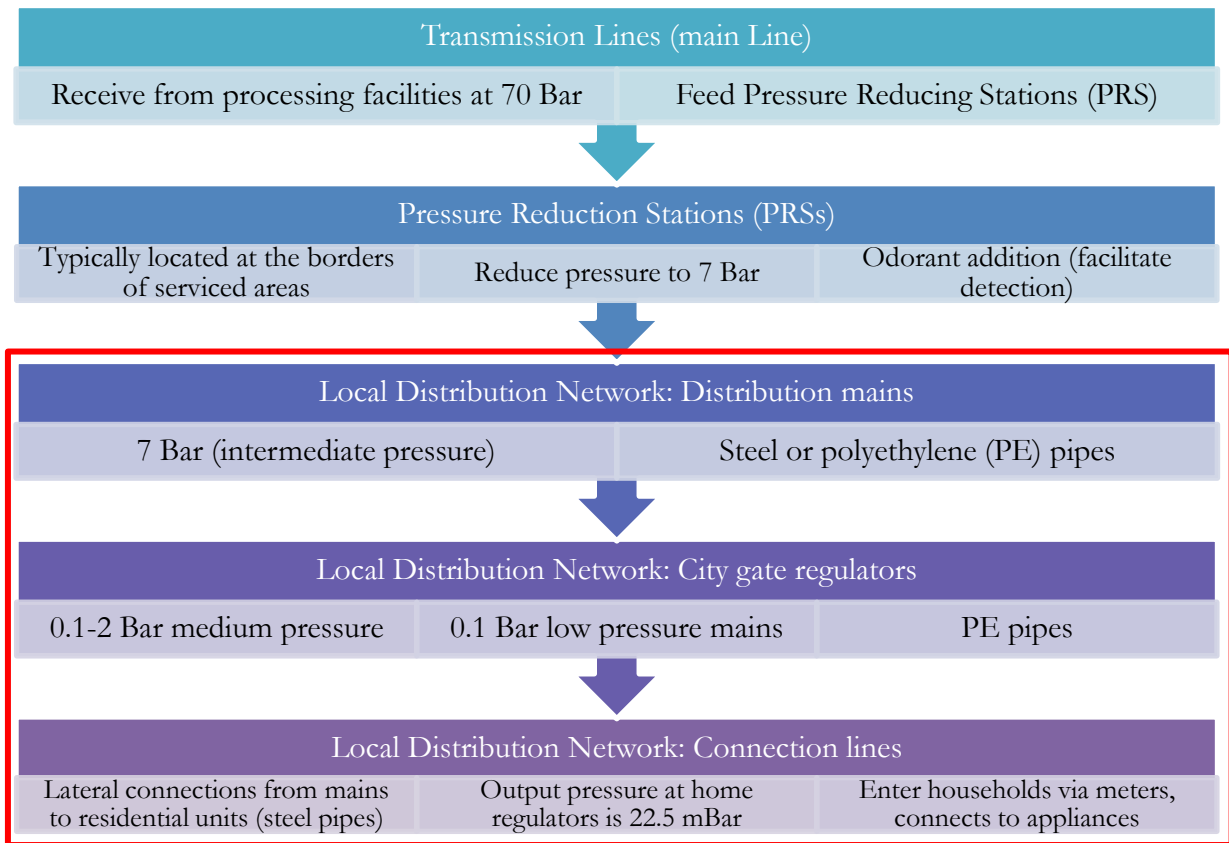 Transmission Lines (main Line)
Receive from processing facilities at 70 Bar
Feed Pressure Reducing Stations (PRS)
Pressure Reduction Stations (PRSs)
Typically located at the borders
of serviced areas
Reduce pressure to 7 Bar
Odorant addition (facilitate
detection)
Local Distribution Network: Distribution mains
7 Bar (intermediate pressure)
Steel or polyethylene (PE) pipes
Local Distribution Network: City gate regulators
0.1-2 Bar medium pressure
0.1 Bar low pressure mains
PE pipes
Local Distribution Network: Connection lines
Lateral connections from mains
to residential units (steel pipes)
Output pressure at home
regulators is 22.5 mBar
Enter households via meters,
connects to appliances